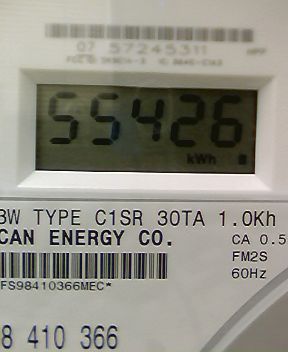 07 57245311
55426
kWh
3W TYPE C1SR 30TA 1.0Kh
CAN ENERGY CO.
CA 0.5
FM2S
FS98410366MEC*
60Hz
8 410 366